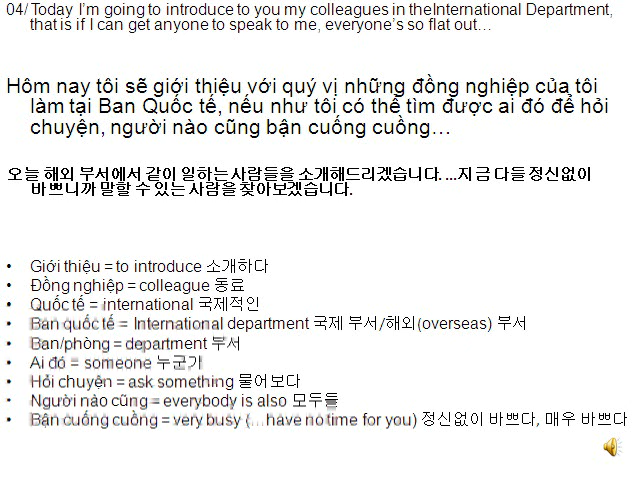 04/ Today I’m going to introduce to you my colleagues in theInternational Department,
that is if I can get anyone to speak to me, everyone’s so flat out…
Hôm nay tôi sẽ giới thiệu với quý vị những đồng nghiệp của tôi
làm tại Ban Quốc tế, nếu như tôi có thể tìm được ai đó để hỏi
chuyện, người nào cũng bận cuống cuồng…
오늘 해외 부서에서 같이 일하는 사람들을 소개해드리겠습니다. ...지금 다들 정신없이
바쁘니까 말할 수 있는 사람을 찾아보겠습니다.
• Giới thiệu = to introduce 소개하다
• Đồng nghiệp = colleague 동료
• Quốc tế = international 국제적인
• Ban quốc tế = International department 국제 부서/해외(overseas) 부서
• Ban/phòng = department 부서
• Ai đó = someone 누군가
• Hỏi chuyện = ask something 물어보다
• Người nào cũng = everybody is also 모두들
• Bận cuống cuồng = very busy (…have no time for you) 정신없이 바쁘다, 매우 바쁘다